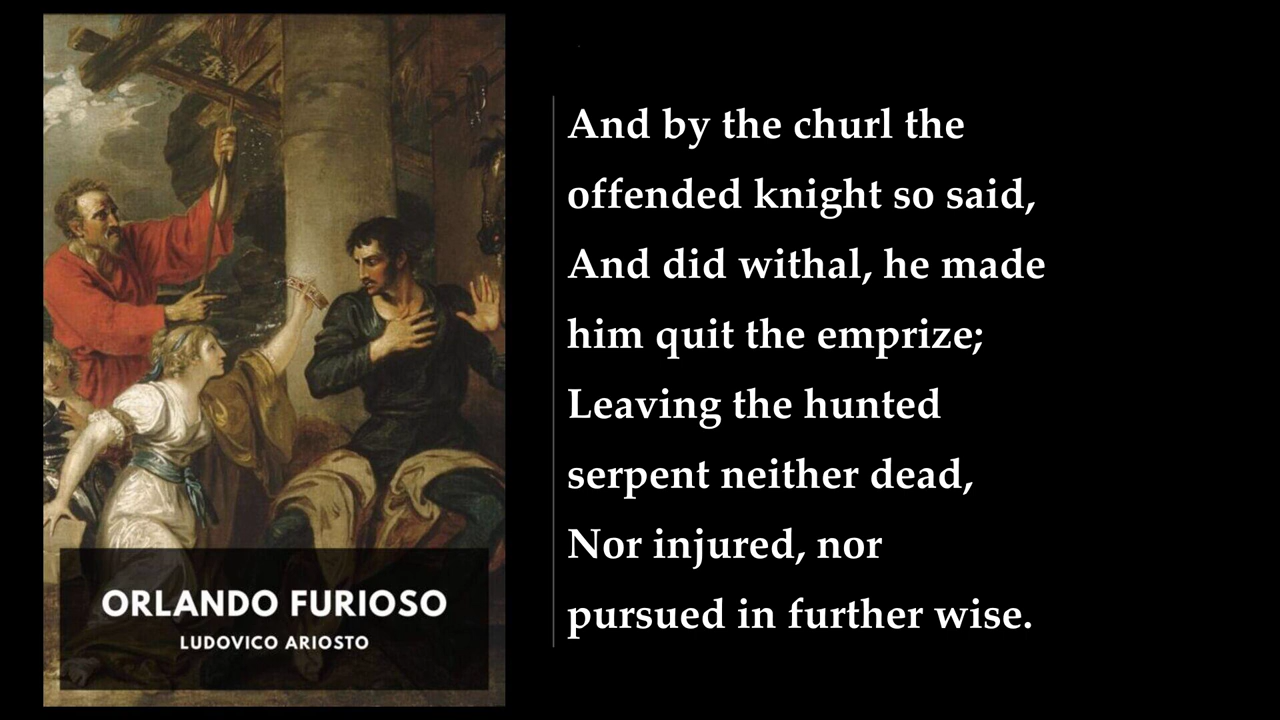 And by the churl the
offended knight so said,
And did withal, he made
him quit the emprize;
Leaving the hunted
serpent neither dead,
Nor injured, nor
pursued in further wise.
ORLANDO FURIOSO
LUDOVICO ARIOSTO